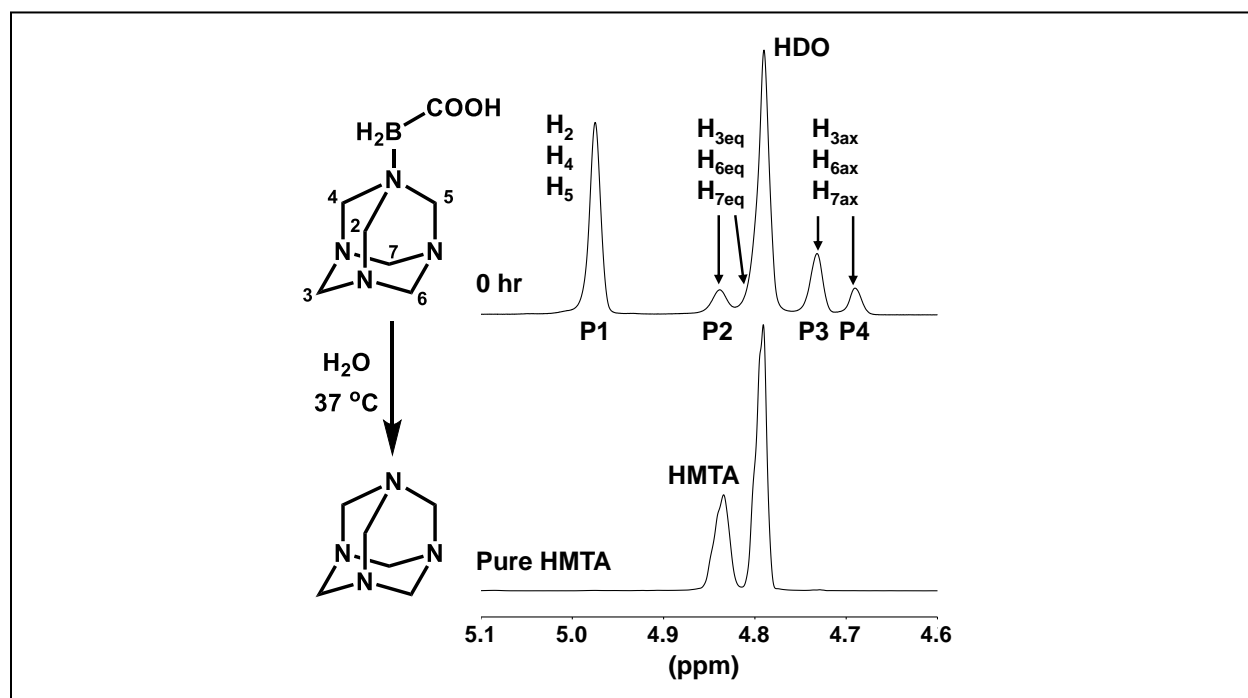 HDO
COOH
H₂B
H₂
H₄
H₅
H₃eq
H₆eq
H₇eq
H₃ax
H₆ax
H₇ax
N
4
5
2
N
7
N
N
3
6
0 hr
P1
P2
P3
P4
H₂O
37 °C
HMTA
N
N
N
N
Pure HMTA
5.1
5.0
4.9
4.8
4.7
4.6
(ppm)